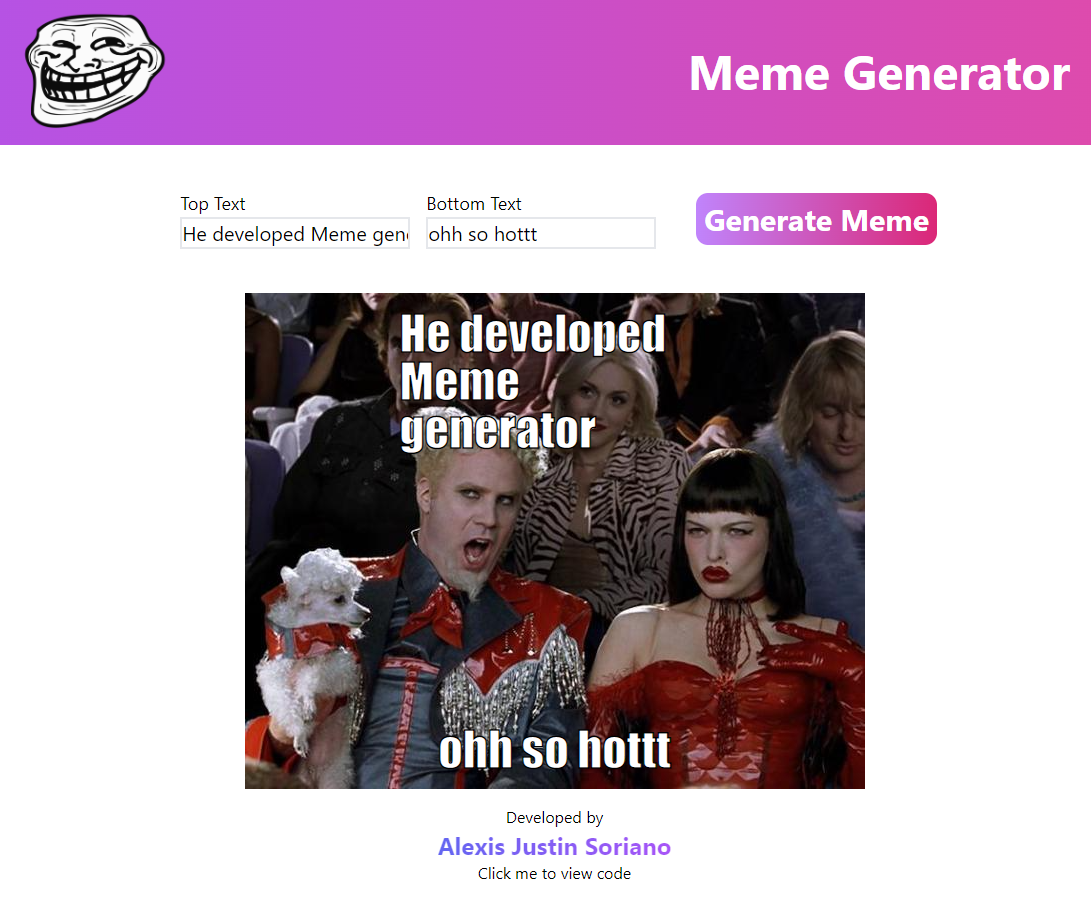 Meme Generator
Top Text
Bottom Text
Generate Meme
He developed Meme gen
ohh so hottt
He developed
Meme
generator
ohh so hottt
Developed by
Alexis Justin Soriano
Click me to view code